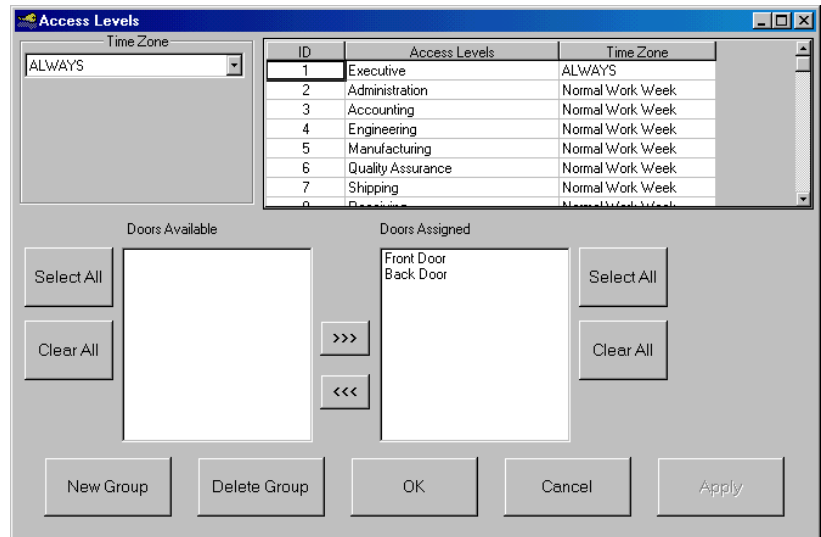 Access Levels
Time Zone
ALWAYS
ID Access Levels Time Zone
1 Executive ALWAYS
2 Administration Normal Work Week
3 Accounting Normal Work Week
4 Engineering Normal Work Week
5 Manufacturing Normal Work Week
6 Quality Assurance Normal Work Week
7 Shipping Normal Work Week
Doors Available Doors Assigned
Select All
Front Door
Back Door
Select All
Clear All
>>>
Clear All
<<<
New Group Delete Group OK Cancel Apply